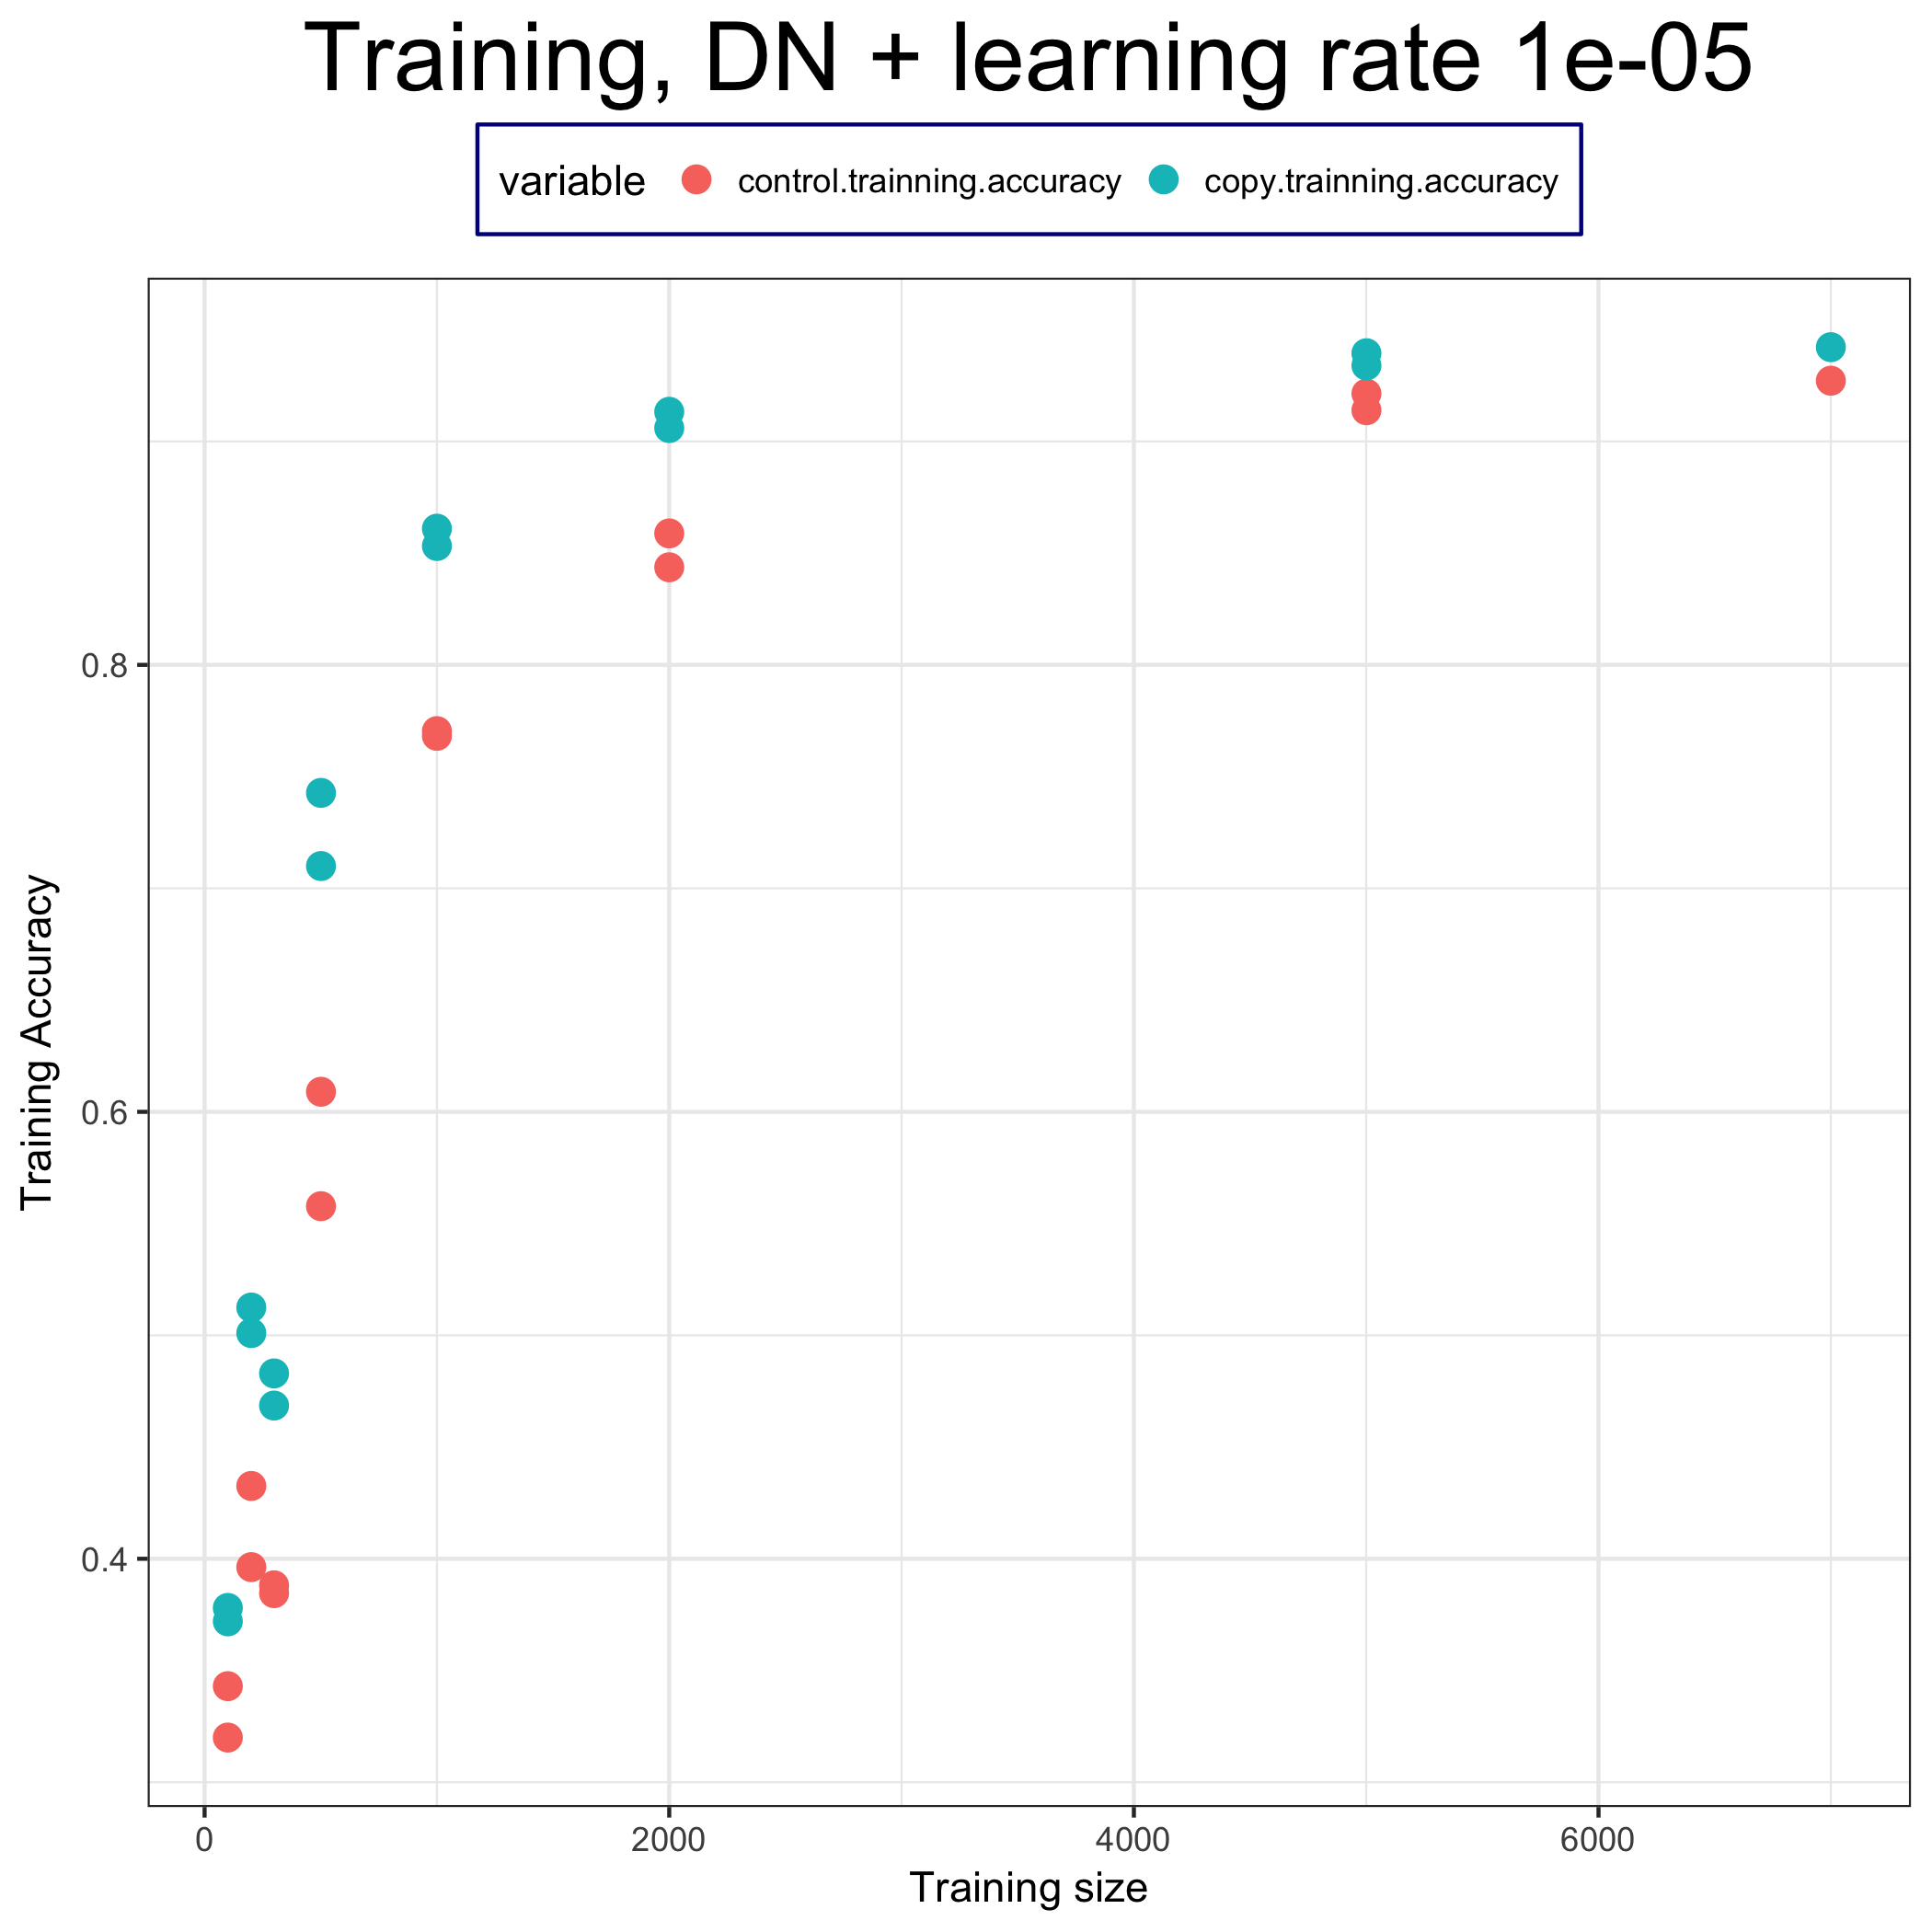 Training, DN + learning rate 1e-05
variable control.trainning.accuracy copy.trainning.accuracy
0.8
0.6
0.4
Training Accuracy
0 2000 4000 6000
Training size